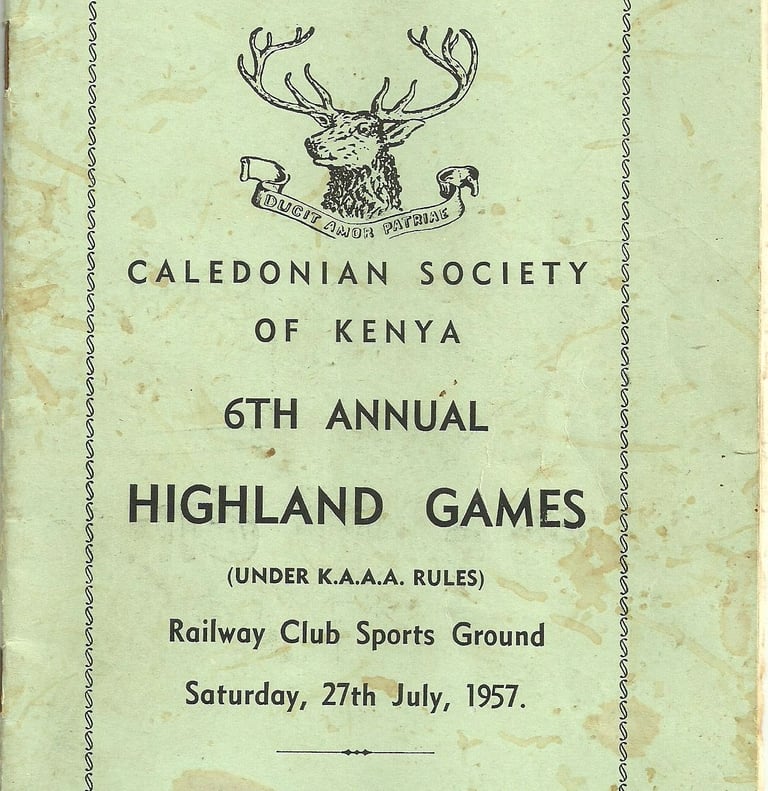 DUCIT AMOR PATRIAE
CALEDONIAN SOCIETY
OF KENYA
6TH ANNUAL
HIGHLAND GAMES
(UNDER K.A.A.A. RULES)
Railway Club Sports Ground
Saturday, 27th July, 1957.